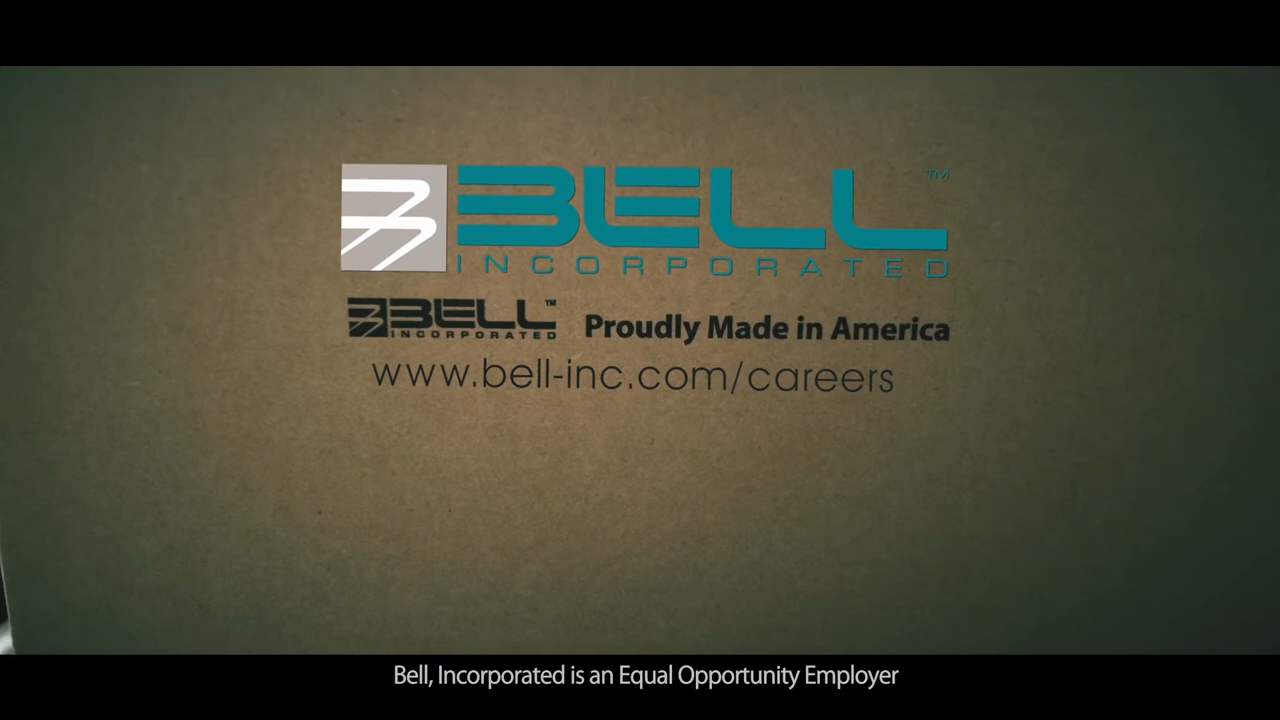 BELL™
INCORPORATED
BELL™
INCORPORATED
Proudly Made in America
www.bell-inc.com/careers
Bell, Incorporated is an Equal Opportunity Employer